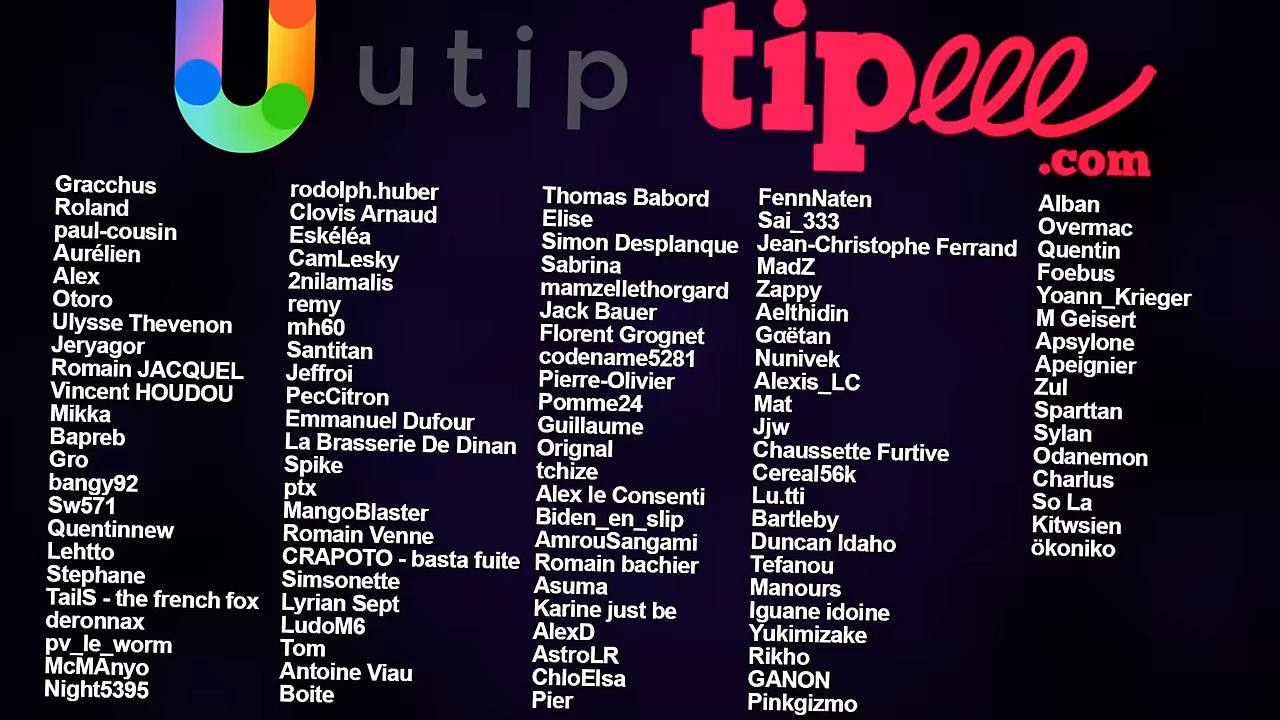 utip
tipeee
.com
Gracchus
Roland
paul-cousin
Aurélien
Alex
Otoro
Ulysse Thevenon
Jeryagor
Romain JACQUEL
Vincent HOUDOU
Mikka
Bapreb
Gro
bangy92
Sw571
Quentinnew
Lehtto
Stephane
TailS - the french fox
deronnax
pv_le_worm
McMAnyo
Night5395
rodolph.huber
Clovis Arnaud
Eskéléa
CamLesky
2nilamalis
remy
mh60
Santitan
Jeffroi
PecCitron
Emmanuel Dufour
La Brasserie De Dinan
Spike
ptx
MangoBlaster
Romain Venne
CRAPOTO - basta fuite
Simsonette
Lyrian Sept
LudoM6
Tom
Antoine Viau
Boite
Thomas Babord
Elise
Simon Desplanque
Sabrina
mamzellethorgard
Jack Bauer
Florent Grognet
codename5281
Pierre-Olivier
Pomme24
Guillaume
Orignal
tchize
Alex le Consenti
Biden_en_slip
AmrouSangami
Romain bachier
Asuma
Karine just be
AlexD
AstroLR
ChloElsa
Pier
FennNaten
Sai_333
Jean-Christophe Ferrand
MadZ
Zappy
Aelthidin
Gαëtan
Nunivek
Alexis_LC
Mat
Jjw
Chaussette Furtive
Cereal56k
Lu.tti
Bartleby
Duncan Idaho
Tefanou
Manours
Iguane idoine
Yukimizake
Rikho
GANON
Pinkgizmo
Alban
Overmac
Quentin
Foebus
Yoann_Krieger
M Geisert
Apsylone
Apeignier
Zul
Sparttan
Sylan
Odanemon
Charlus
So La
Kitwsien
ökoniko